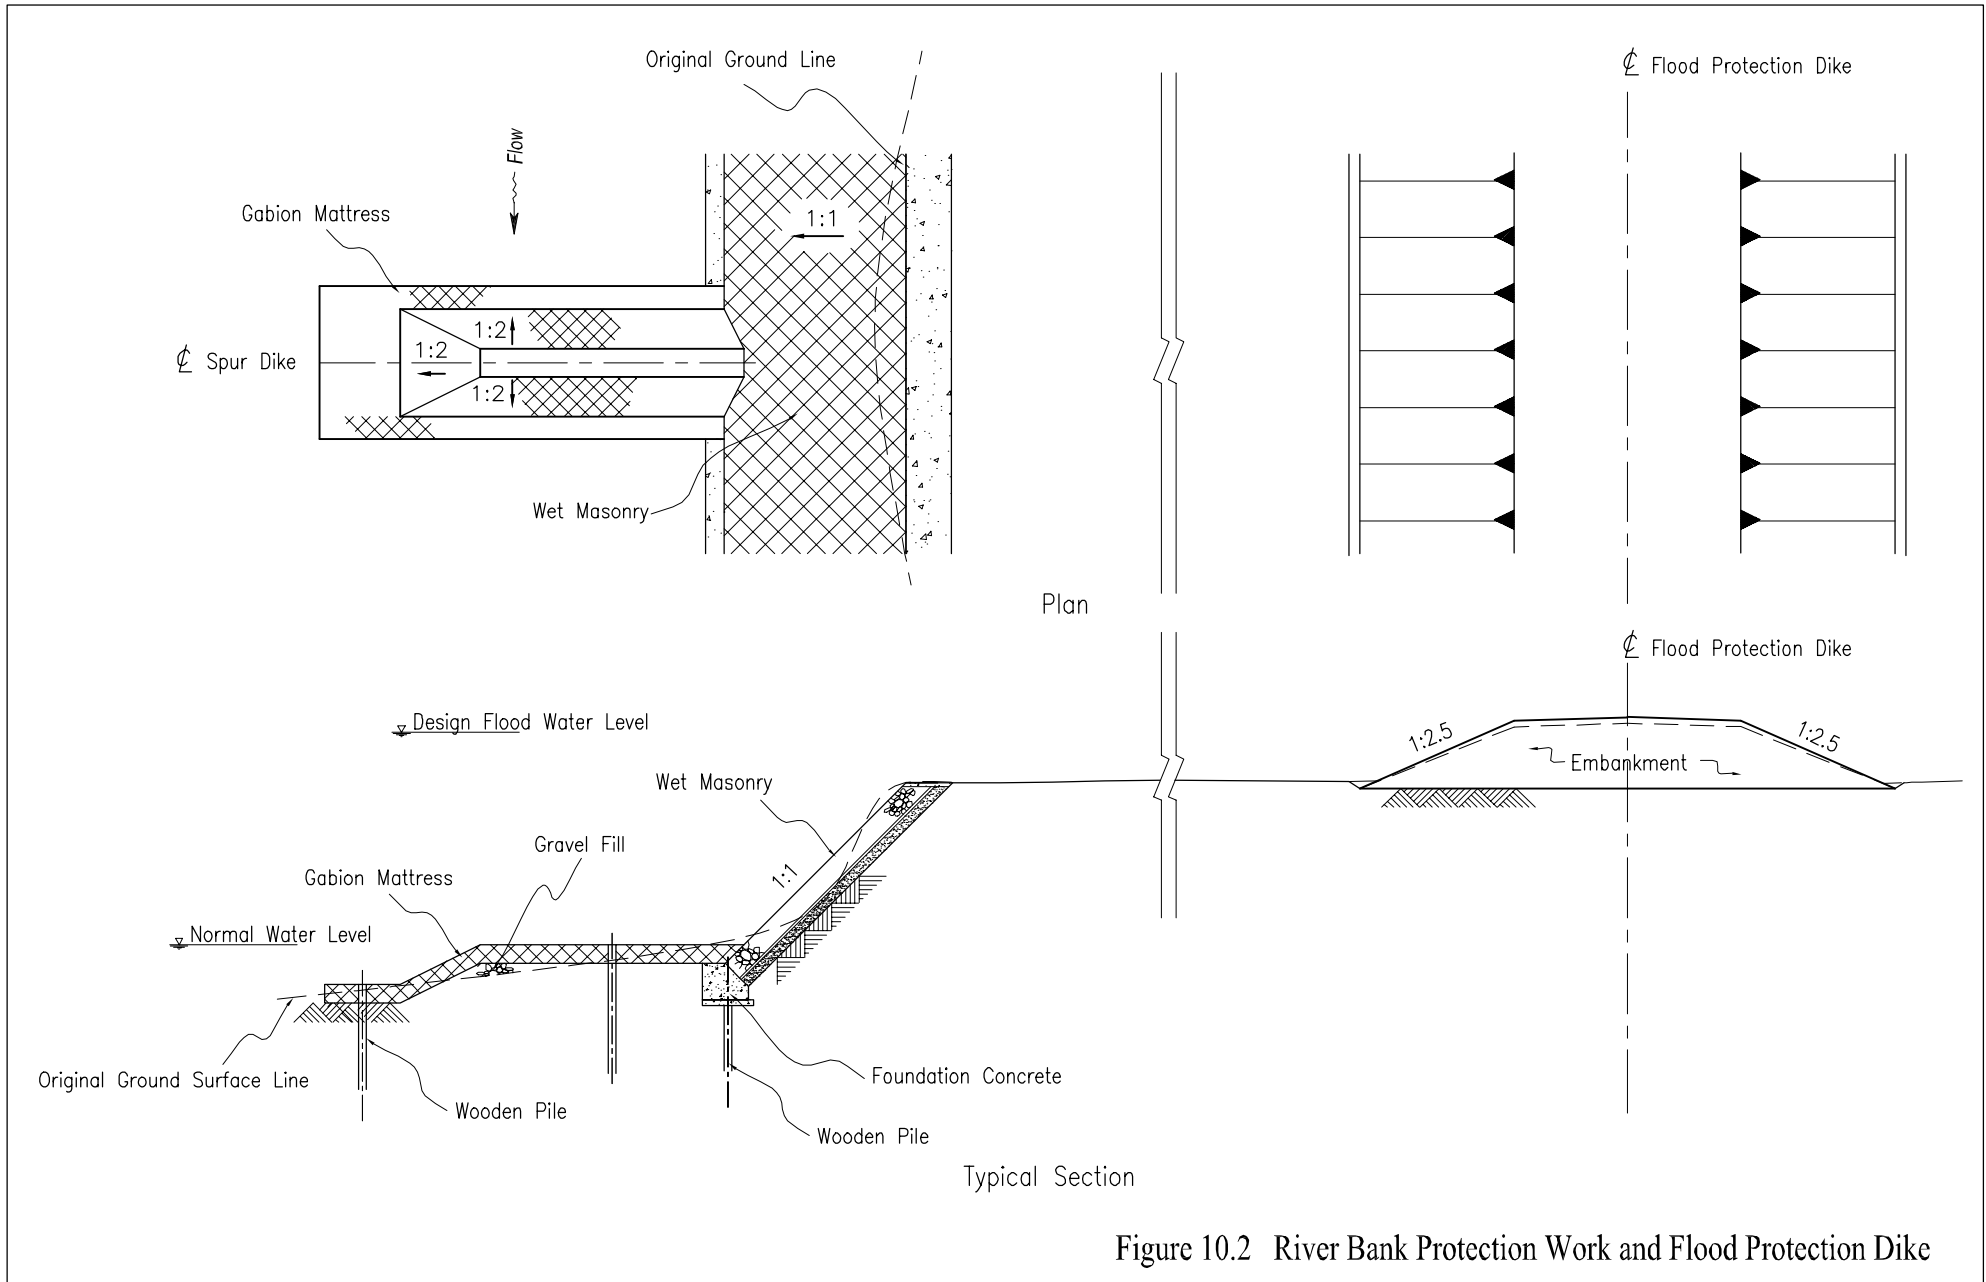 Original Ground Line
℄ Flood Protection Dike
Flow
Gabion Mattress
1:1
1:2
1:2
℄ Spur Dike
1:2
Wet Masonry
Plan
℄ Flood Protection Dike
Design Flood Water Level
1:2.5
1:2.5
Embankment
Wet Masonry
Gravel Fill
Gabion Mattress
1:1
Normal Water Level
Original Ground Surface Line
Foundation Concrete
Wooden Pile
Wooden Pile
Typical Section
Figure 10.2 River Bank Protection Work and Flood Protection Dike